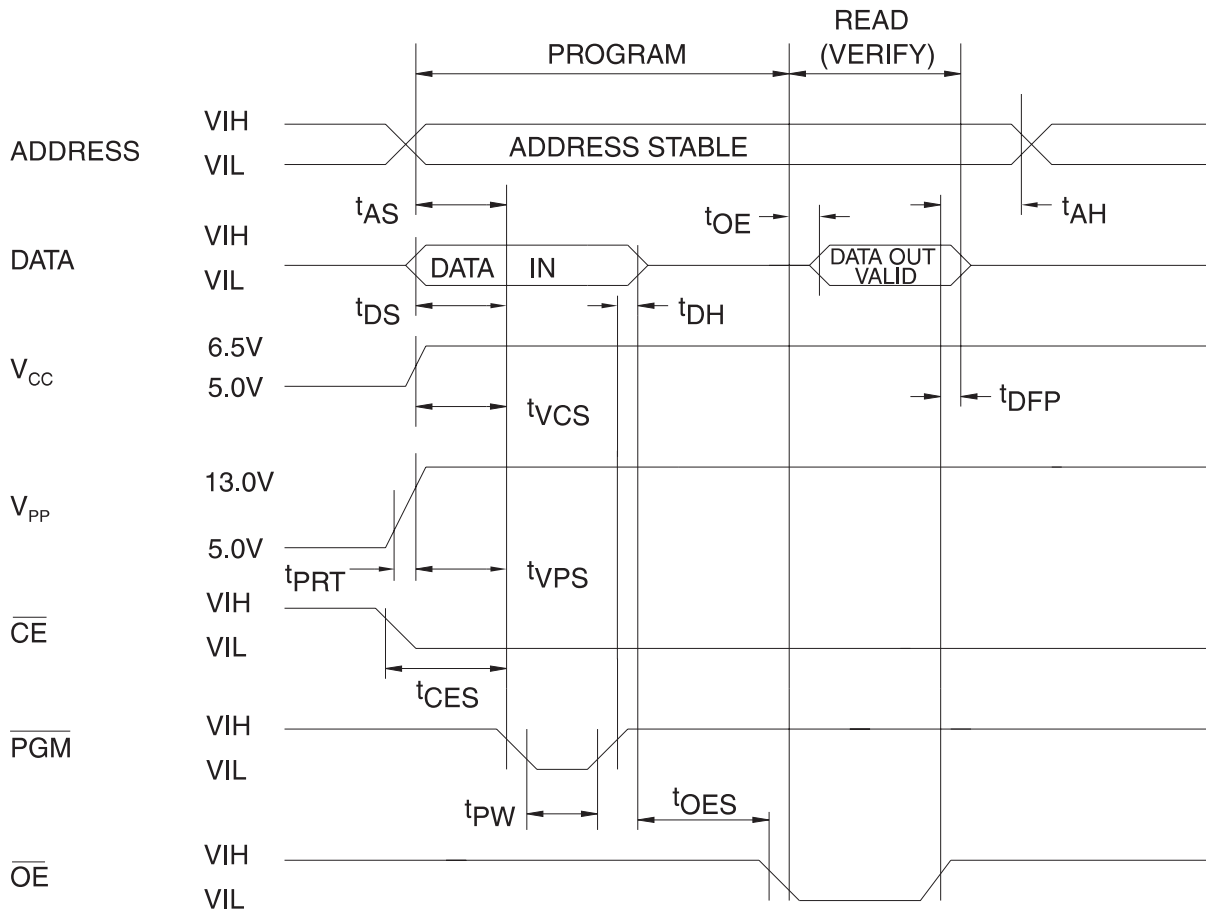 READ
PROGRAM (VERIFY)
VIH
ADDRESS ADDRESS STABLE
VIL
tAS tOE tAH
VIH
DATA DATA IN DATA OUT VALID
VIL
tDS tDH
6.5V
VCC
5.0V
tVCS tDFP
13.0V
VPP
5.0V
tPRT tVPS
VIH
CE
VIL
tCES
VIH
PGM
VIL
tPW tOES
VIH
OE
VIL